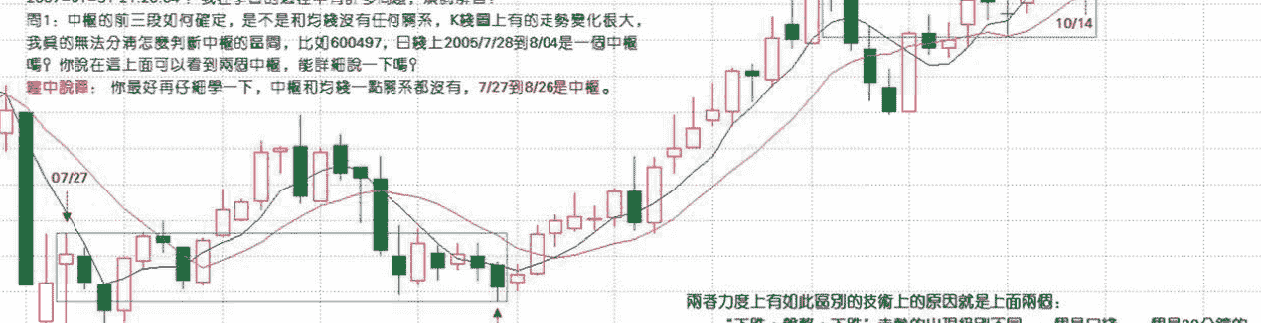 問1：中樞的前三段如何確定，是不是和均綫沒有任何關系，K綫圖上有的走勢變化很大，
我真的無法分清怎麼判斷中樞的區間，比如600497，日綫上2005/7/28到8/04是一個中樞
嗎？你說在這上面可以看到兩個中樞，能詳細說一下嗎？
纏中說禪： 你最好再仔細學一下，中樞和均綫一點關系都沒有，7/27到8/26是中樞。
10/14
07/27
兩者力度上有如此區別的技術上的原因就是上面兩個：